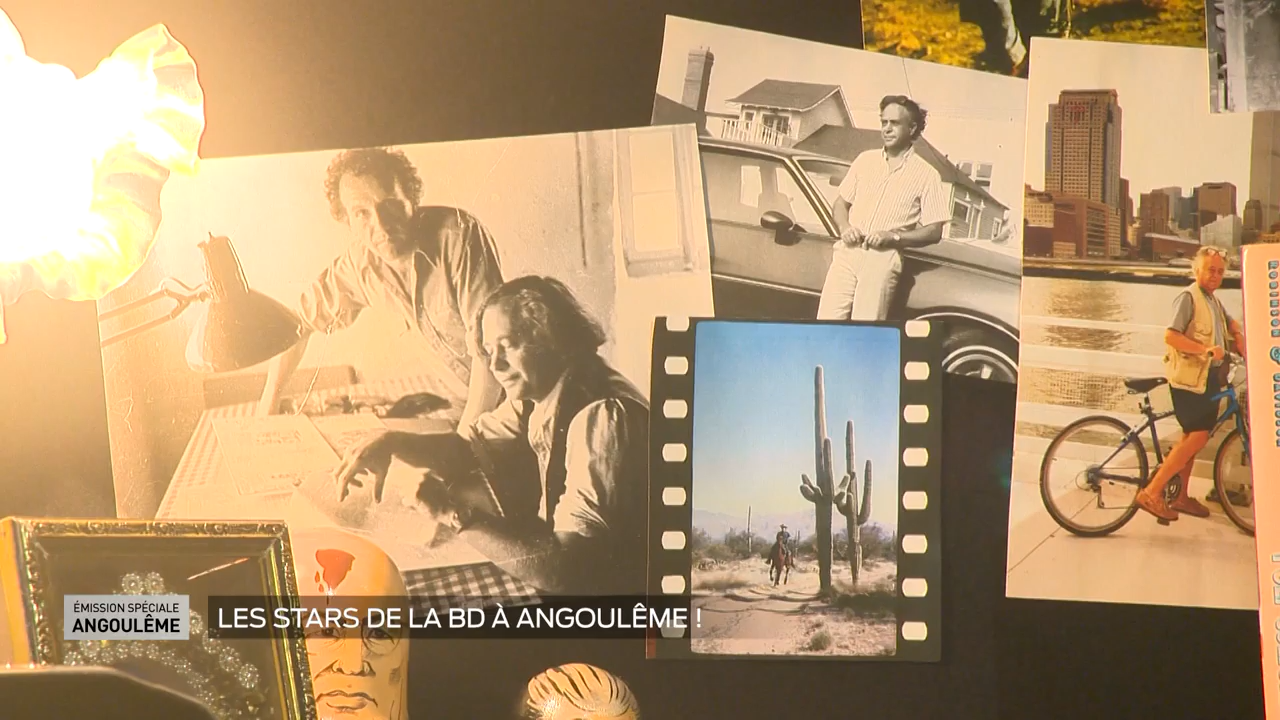 ÉMISSION SPÉCIALE
ANGOULÊME
LES STARS DE LA BD À ANGOULÊME !